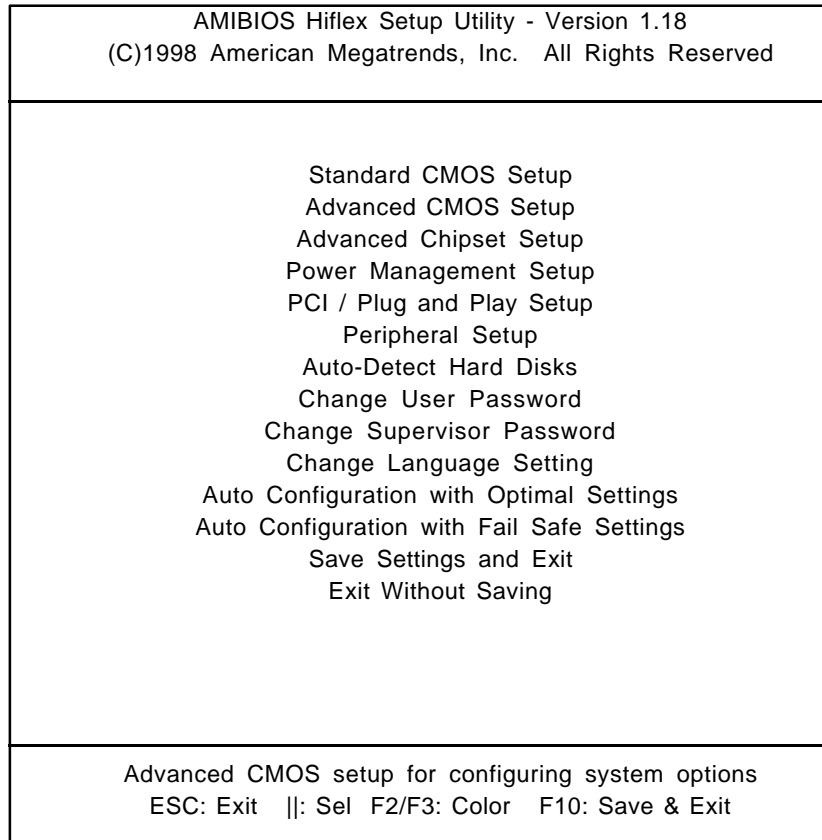 AMIBIOS Hiflex Setup Utility - Version 1.18
(C)1998 American Megatrends, Inc. All Rights Reserved
Standard CMOS Setup
Advanced CMOS Setup
Advanced Chipset Setup
Power Management Setup
PCI / Plug and Play Setup
Peripheral Setup
Auto-Detect Hard Disks
Change User Password
Change Supervisor Password
Change Language Setting
Auto Configuration with Optimal Settings
Auto Configuration with Fail Safe Settings
Save Settings and Exit
Exit Without Saving
Advanced CMOS setup for configuring system options
ESC: Exit ||: Sel F2/F3: Color F10: Save & Exit